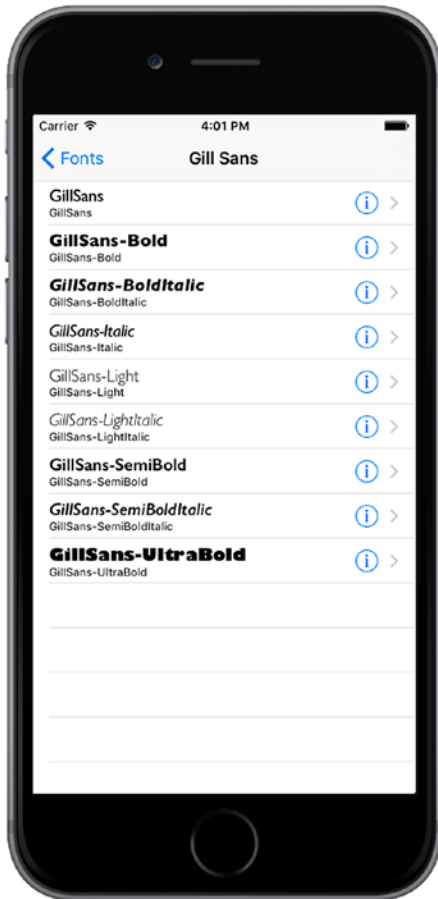 Carrier 4:01 PM
Fonts Gill Sans
GillSans
GillSans
GillSans-Bold
GillSans-Bold
GillSans-BoldItalic
GillSans-BoldItalic
GillSans-Italic
GillSans-Italic
GillSans-Light
GillSans-Light
GillSans-LightItalic
GillSans-LightItalic
GillSans-SemiBold
GillSans-SemiBold
GillSans-SemiBoldItalic
GillSans-SemiBoldItalic
GillSans-UltraBold
GillSans-UltraBold